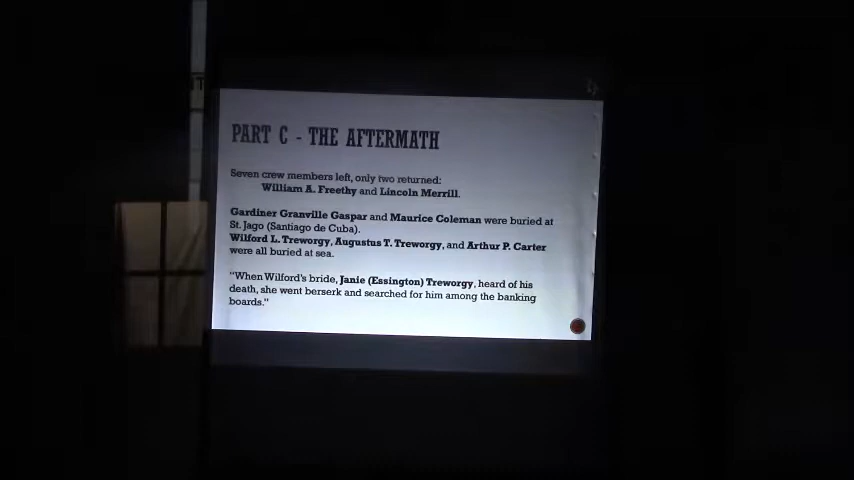 PART C - THE AFTERMATH
Seven crew members left, only two returned:
William A. Freethy and Lincoln Merrill.
Gardiner Granville Gaspar and Maurice Coleman were buried at
St. Jago (Santiago de Cuba).
Wilford L. Treworgy, Augustus T. Treworgy, and Arthur P. Carter
were all buried at sea.
"When Wilford's bride, Janie (Essington) Treworgy, heard of his
death, she went berserk and searched for him among the banking
boards."